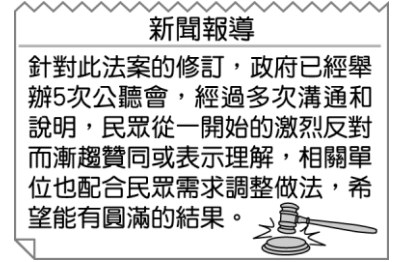 新聞報導
針對此法案的修訂，政府已經舉
辦5次公聽會，經過多次溝通和
說明，民眾從一開始的激烈反對
而漸趨贊同或表示理解，相關單
位也配合民眾需求調整做法，希
望能有圓滿的結果。